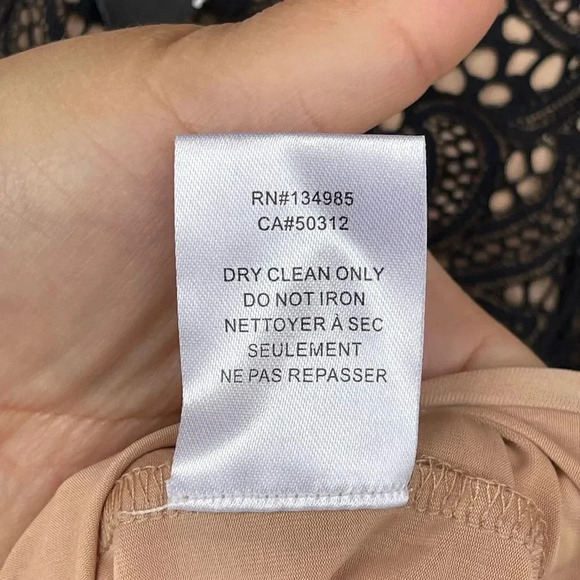 RN#134985
CA#50312
DRY CLEAN ONLY
DO NOT IRON
NETTOYER À SEC
SEULEMENT
NE PAS REPASSER